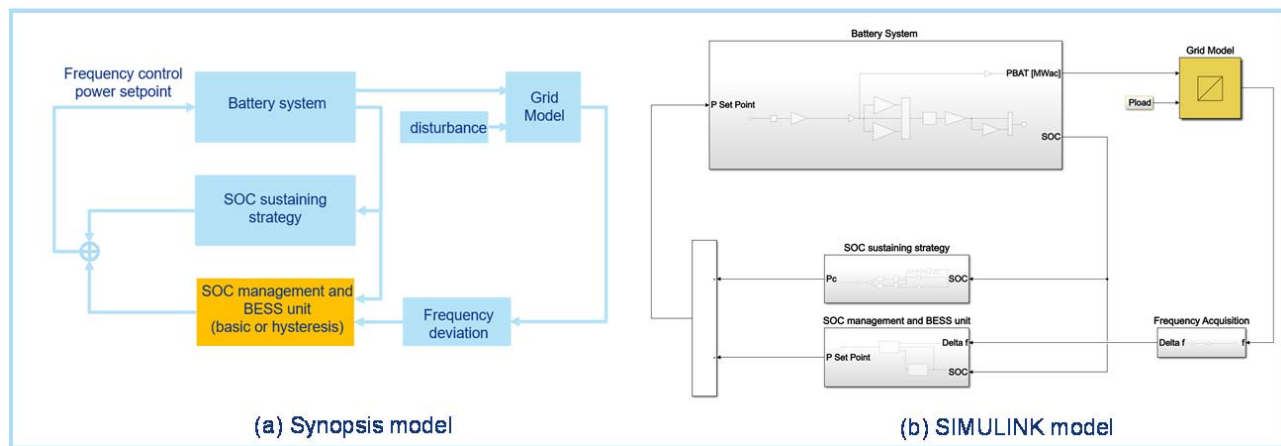 Frequency control
power setpoint
Battery system
Grid
Model
disturbance
SOC sustaining
strategy
SOC management and
BESS unit
(basic or hysteresis)
Frequency
deviation
(a) Synopsis model
Battery System
P Set Point
PBAT [MWac]
SOC
Grid Model
Pload
SOC sustaining strategy
Pc
SOC
SOC management and BESS unit
Delta f
P Set Point
SOC
Frequency Acquisition
Delta f
f
(b) SIMULINK model